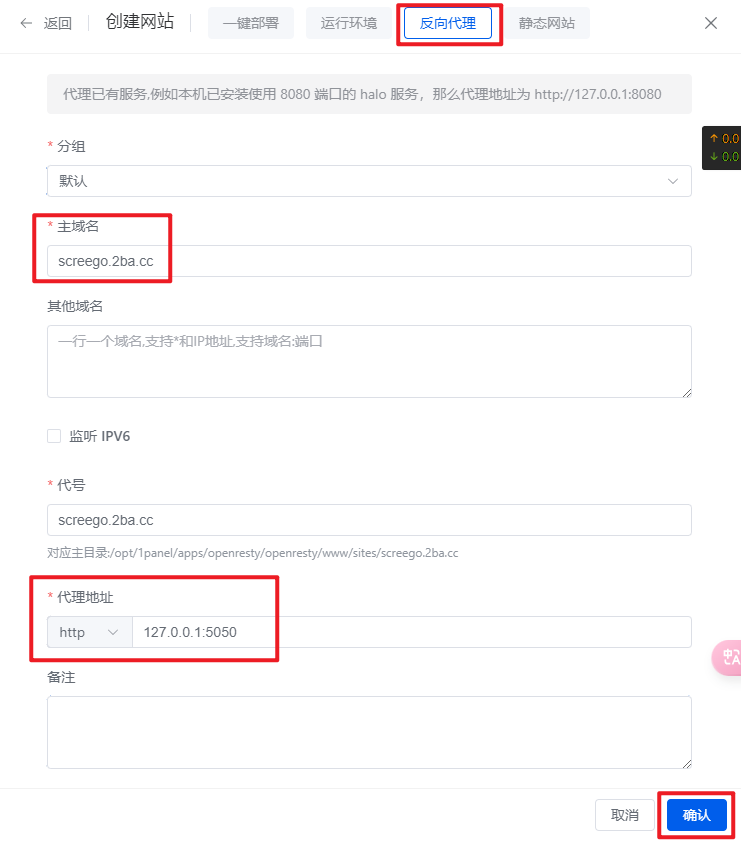 返回 创建网站 一键部署 运行环境 反向代理 静态网站
代理已有服务,例如本机已安装使用 8080 端口的 halo 服务，那么代理地址为 http://127.0.0.1:8080
* 分组
默认
↑ 0.0
↓ 0.0
* 主域名
screego.2ba.cc
其他域名
一行一个域名,支持*和IP地址,支持域名:端口
监听 IPV6
* 代号
screego.2ba.cc
对应主目录:/opt/1panel/apps/openresty/openresty/www/sites/screego.2ba.cc
* 代理地址
http 127.0.0.1:5050
中
A
备注
取消 确认